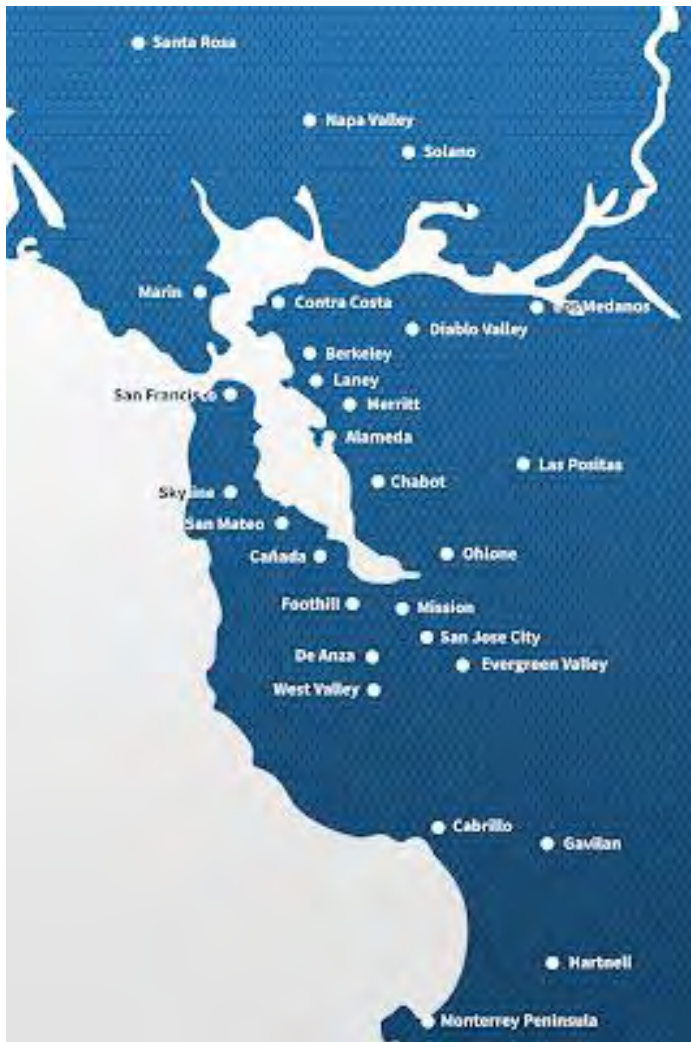 Santa Rosa
Napa Valley
Solano
Marin
Contra Costa
Los Medanos
Diablo Valley
Berkeley
Laney
San Francisco
Merritt
Alameda
Las Positas
Chabot
Skyline
San Mateo
Cañada
Ohlone
Foothill
Mission
San Jose City
De Anza
Evergreen Valley
West Valley
Cabrillo
Gavilan
Hartnell
Monterrey Peninsula